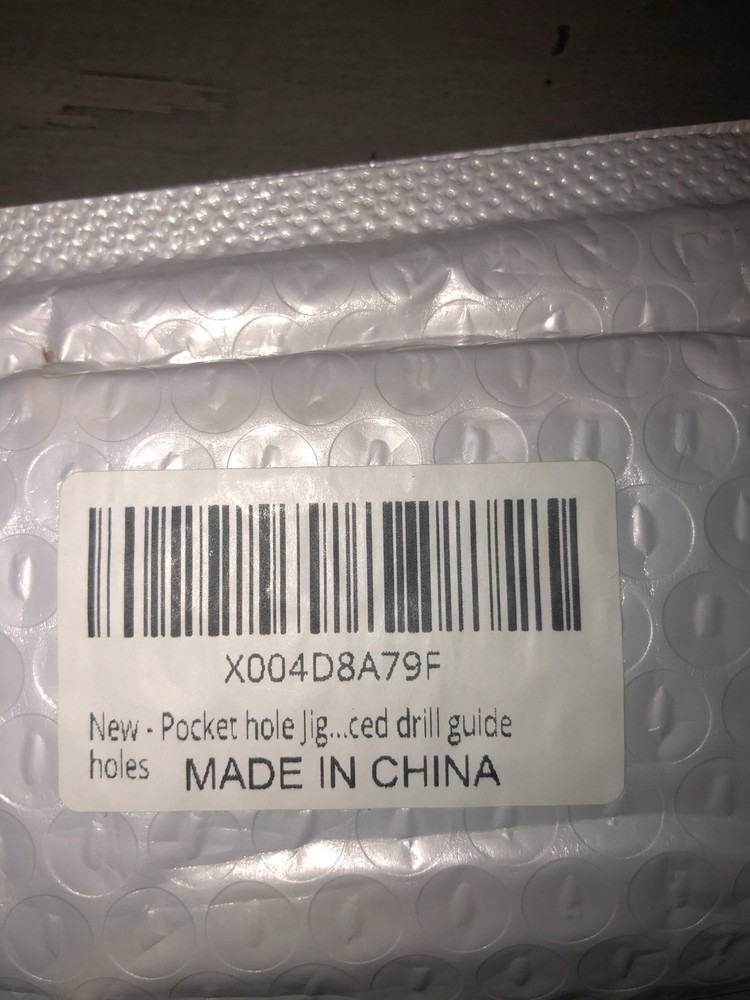 X004D8A79F
New - Pocket hole Jig...ced drill guide
holes MADE IN CHINA